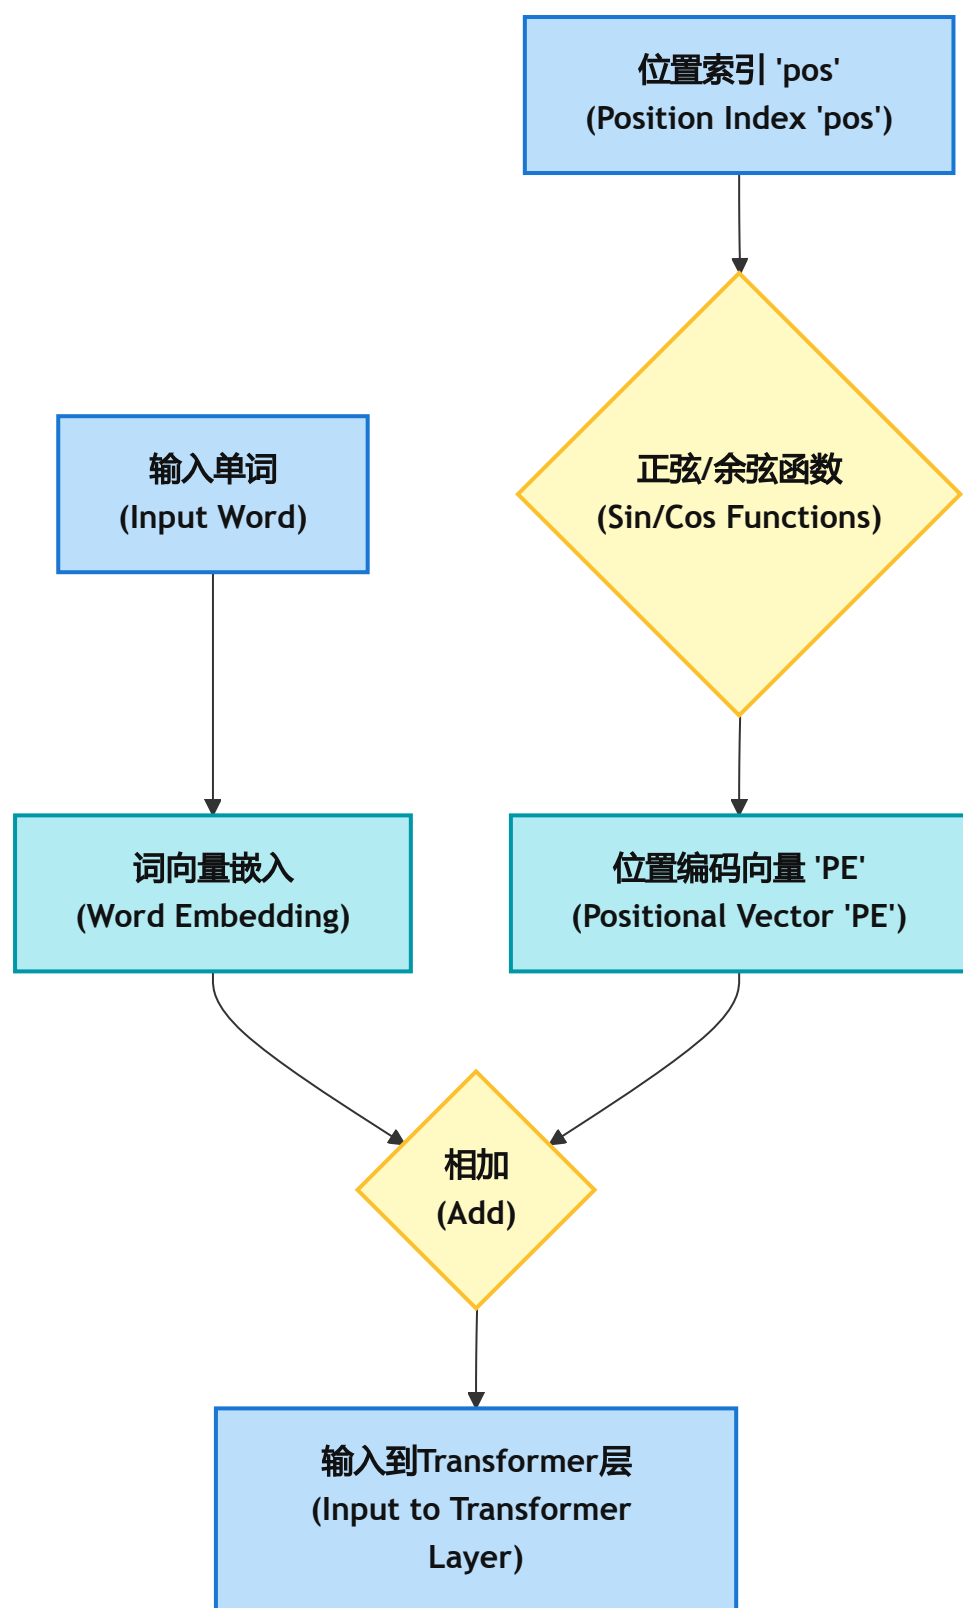 位置索引 'pos'
(Position Index 'pos')
正弦/余弦函数
(Sin/Cos Functions)
输入单词
(Input Word)
词向量嵌入
(Word Embedding)
位置编码向量 'PE'
(Positional Vector 'PE')
相加
(Add)
输入到Transformer层
(Input to Transformer
Layer)